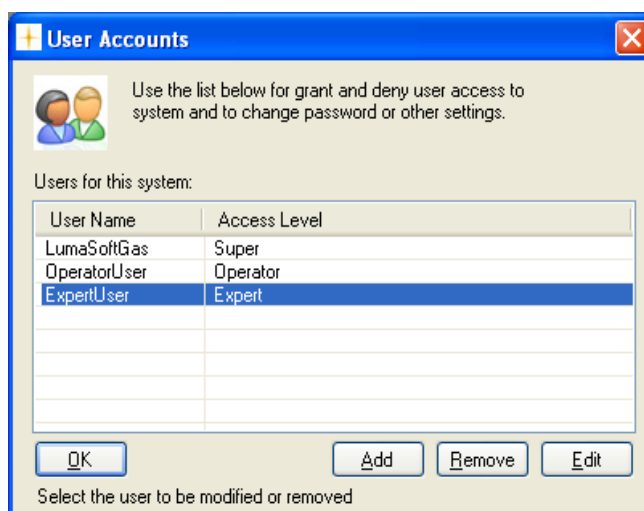 User Accounts
Use the list below for grant and deny user access to
system and to change password or other settings.
Users for this system:
User Name Access Level
LumaSoftGas Super
OperatorUser Operator
ExpertUser Expert
OK Add Remove Edit
Select the user to be modified or removed